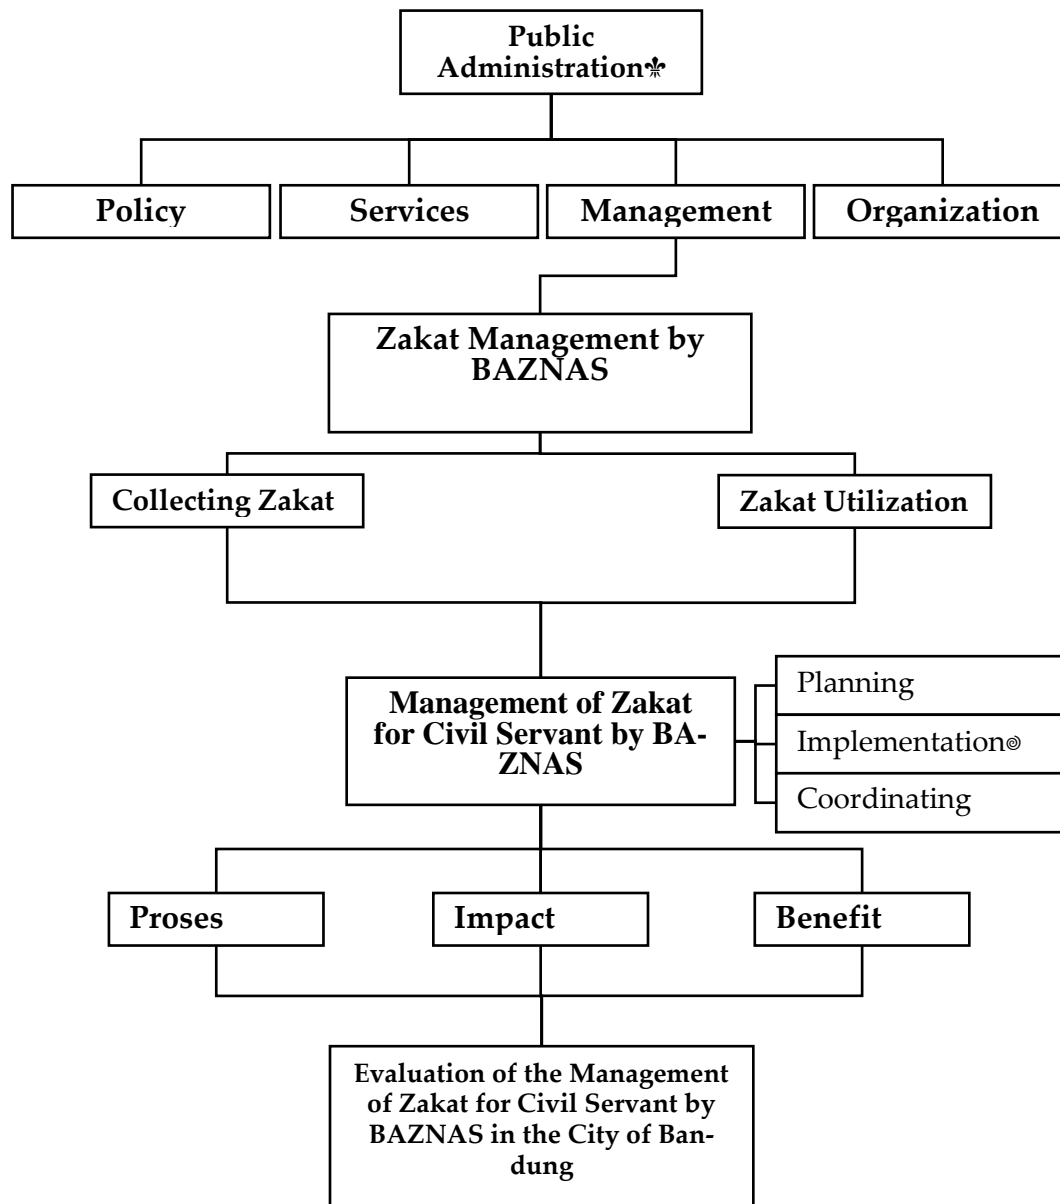 Public
Administration⚜
Policy
Services
Management
Organization
Zakat Management by
BAZNAS
Collecting Zakat
Zakat Utilization
Management of Zakat
for Civil Servant by BA-
ZNAS
Planning
Implementation๏
Coordinating
Proses
Impact
Benefit
Evaluation of the Management
of Zakat for Civil Servant by
BAZNAS in the City of Ban-
dung